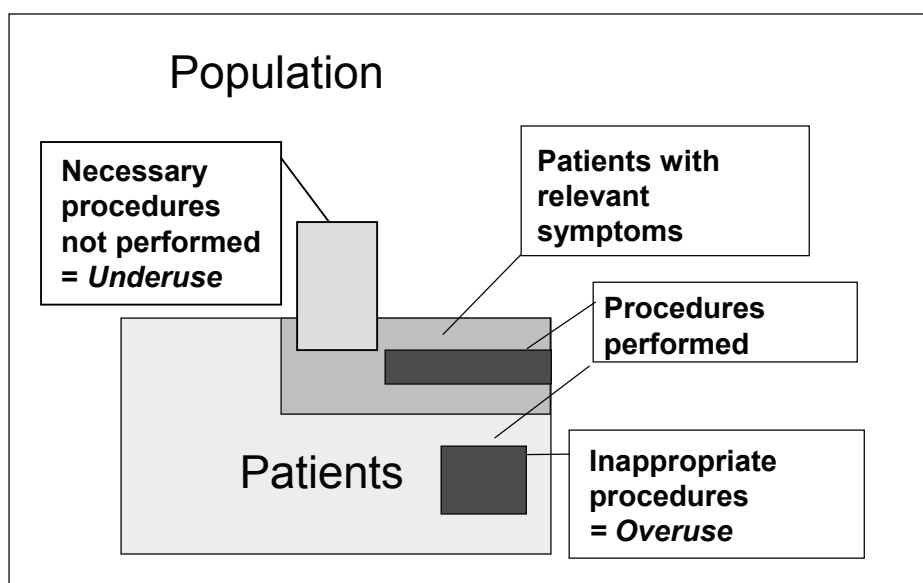 Population
Necessary
procedures
not performed
= Underuse
Patients with
relevant
symptoms
Procedures
performed
Patients
Inappropriate
procedures
= Overuse